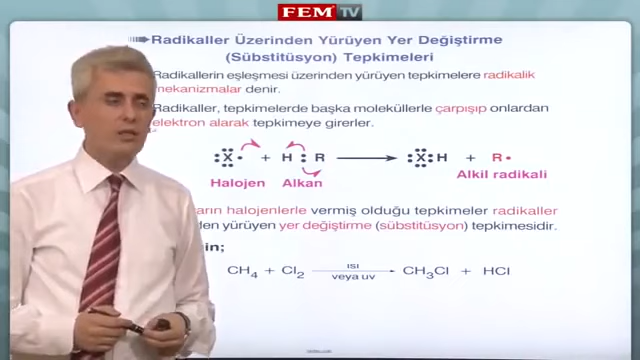 FEM TV
Radikaller Üzerinden Yürüyen Yer Değiştirme
(Sübstitüsyon) Tepkimeleri
Radikallerin eşleşmesi üzerinden yürüyen tepkimelere radikalik
mekanizmalar denir.
Radikaller, tepkimelerde başka moleküllerle çarpışıp onlardan
elektron alarak tepkimeye girerler.
X + H : R → X : H + R •
Halojen Alkan Alkil radikali
halojenlerle vermiş olduğu tepkimeler radikaller
yürüyen yer değiştirme (sübstitüsyon) tepkimesidir.
CH4 + Cl2 ısı veya uv → CH3Cl + HCl